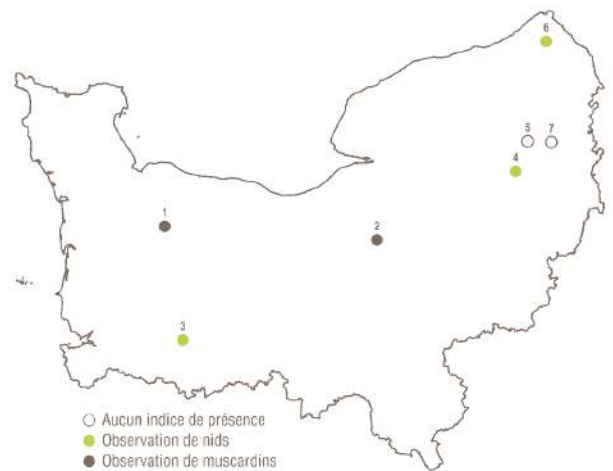 6
5 7
4
1
2
3
Aucun indice de présence
Observation de nids
Observation de muscardins